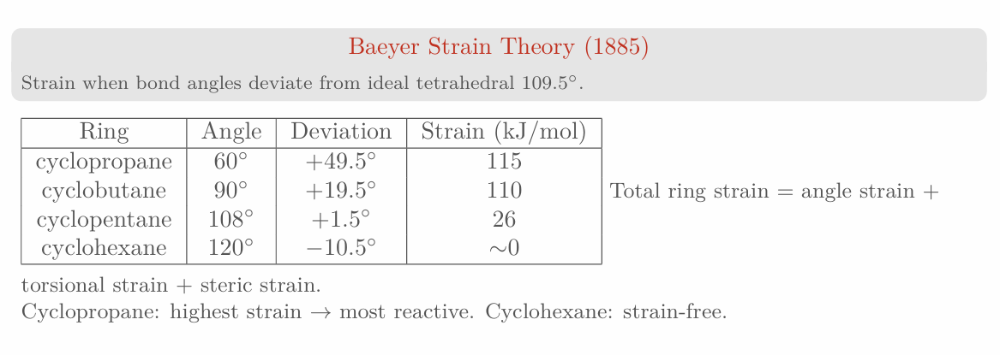 Baeyer Strain Theory (1885)
Strain when bond angles deviate from ideal tetrahedral 109.5°.
Ring Angle Deviation Strain (kJ/mol)
cyclopropane 60° +49.5° 115
cyclobutane 90° +19.5° 110
cyclopentane 108° +1.5° 26
cyclohexane 120° −10.5° ∼0
Total ring strain = angle strain +
torsional strain + steric strain.
Cyclopropane: highest strain → most reactive. Cyclohexane: strain-free.